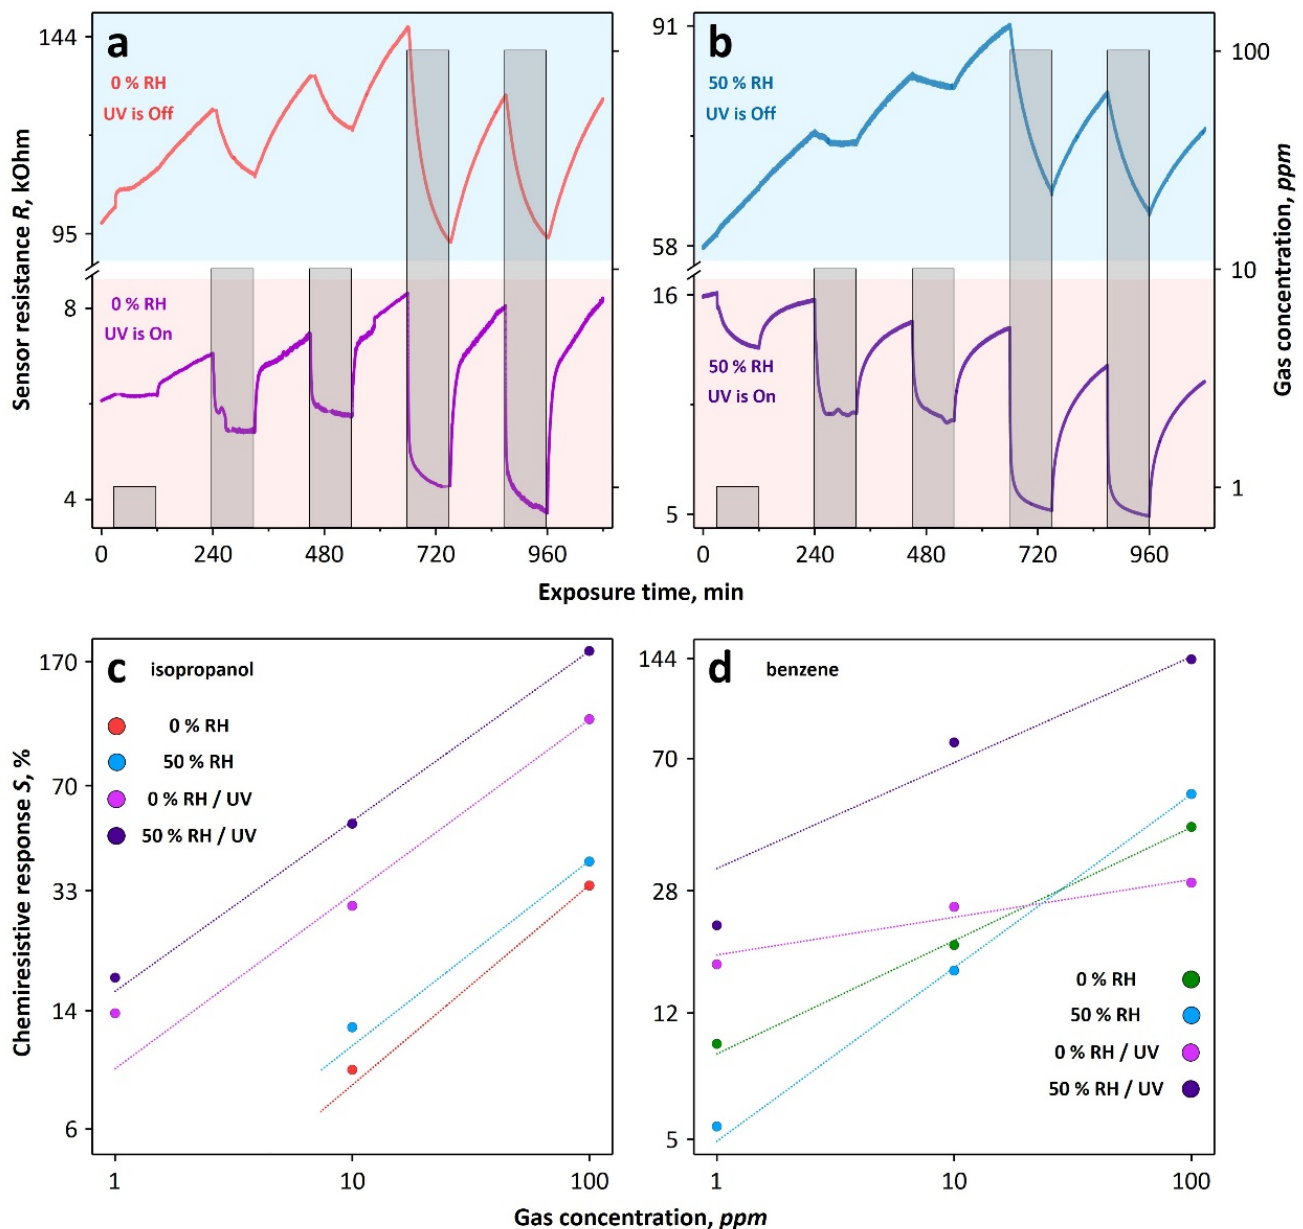 a
0 % RH
UV is Off
144
95
0 % RH
UV is On
8
4
Sensor resistance R, kOhm
0 240 480 720 960
b
50 % RH
UV is Off
91
58
50 % RH
UV is On
16
5
100
10
1
Gas concentration, ppm
0 240 480 720 960
Exposure time, min
c isopropanol
170
70
33
14
6
0 % RH
50 % RH
0 % RH / UV
50 % RH / UV
Chemiresistive response S, %
1 10 100
d benzene
144
70
28
12
5
0 % RH
50 % RH
0 % RH / UV
50 % RH / UV
1 10 100
Gas concentration, ppm